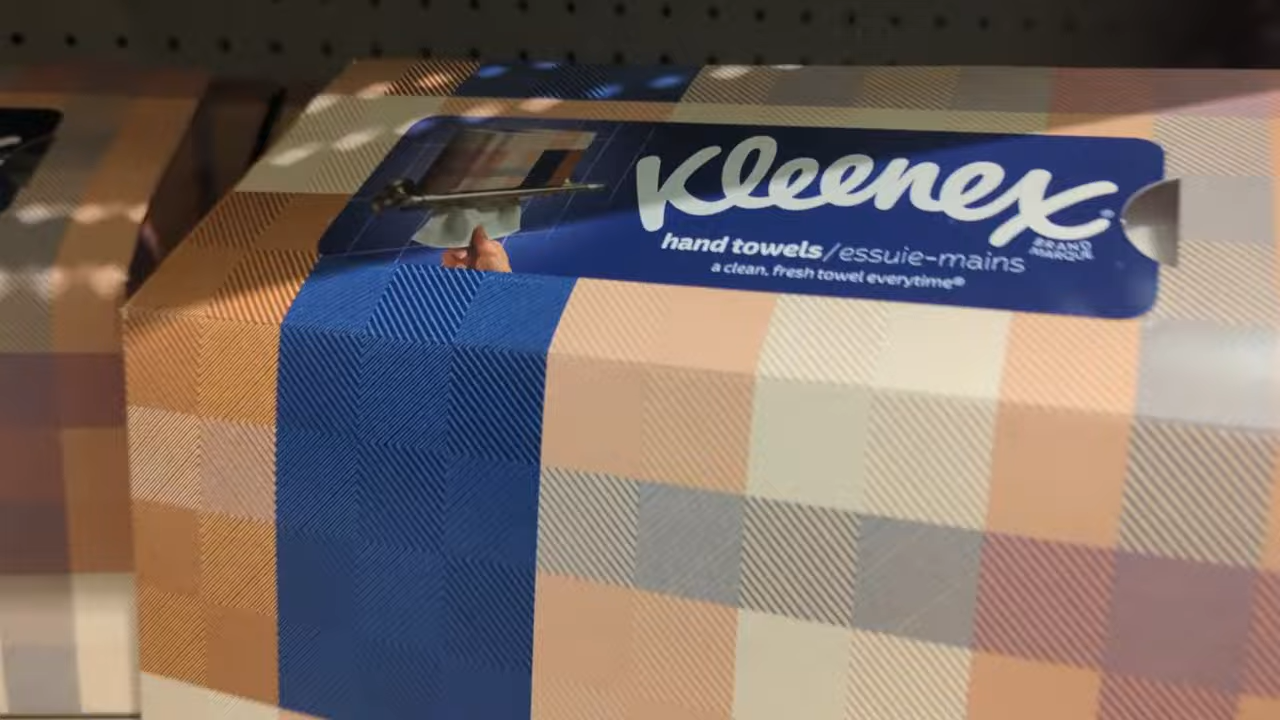 Kleenex®
BRAND
MARQUE
hand towels/essuie-mains
a clean, fresh towel everytime®